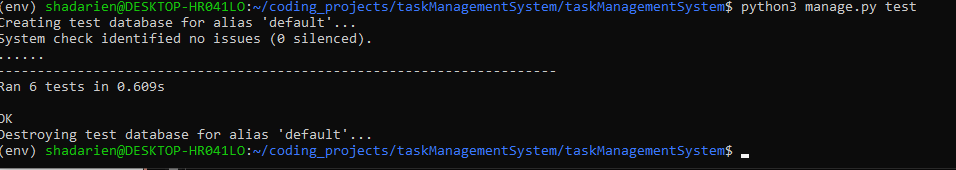 (env) shadarien@DESKTOP-HR041LO:~/coding_projects/taskManagementSystem/taskManagementSystem$ python3 manage.py test
Creating test database for alias 'default'...
System check identified no issues (0 silenced).
......
----------------------------------------------------------------------
Ran 6 tests in 0.609s
OK
Destroying test database for alias 'default'...
(env) shadarien@DESKTOP-HR041LO:~/coding_projects/taskManagementSystem/taskManagementSystem$